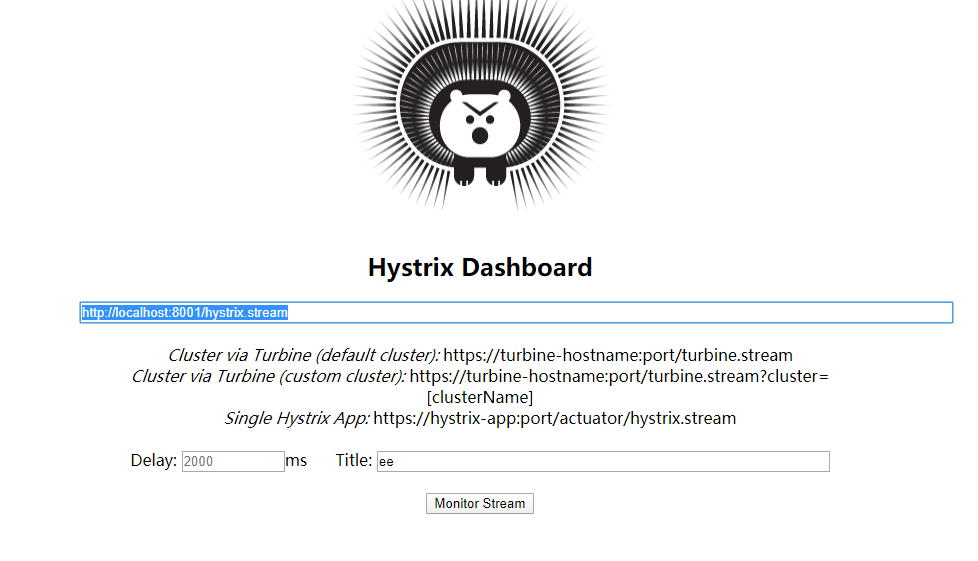 Hystrix Dashboard
http://localhost:8001/hystrix.stream
Cluster via Turbine (default cluster): https://turbine-hostname:port/turbine.stream
Cluster via Turbine (custom cluster): https://turbine-hostname:port/turbine.stream?cluster=
[clusterName]
Single Hystrix App: https://hystrix-app:port/actuator/hystrix.stream
Delay: 2000 ms Title: ee
Monitor Stream